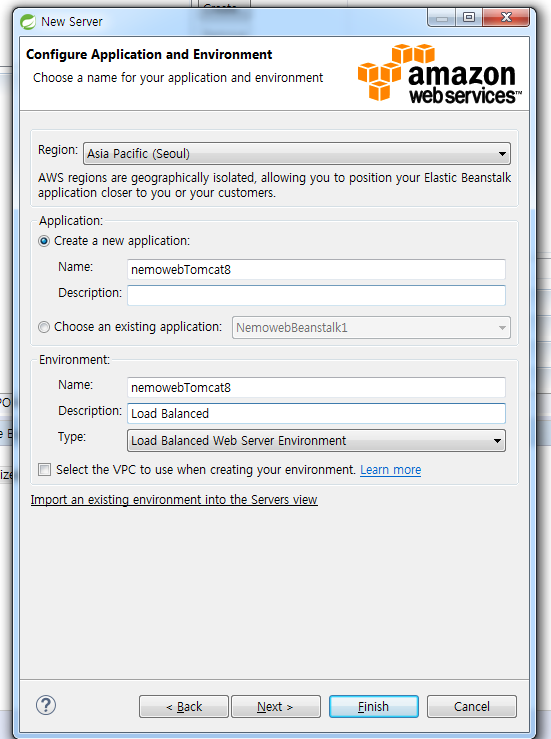 Create
New Server
Configure Application and Environment
Choose a name for your application and environment
amazon
web services™
Region: Asia Pacific (Seoul)
AWS regions are geographically isolated, allowing you to position your Elastic Beanstalk
application closer to you or your customers.
Application:
Create a new application:
Name: nemowebTomcat8
Description:
Choose an existing application: NemowebBeanstalk1
Environment:
Name: nemowebTomcat8
Description: Load Balanced
Type: Load Balanced Web Server Environment
Select the VPC to use when creating your environment. Learn more
Import an existing environment into the Servers view
< Back Next > Finish Cancel